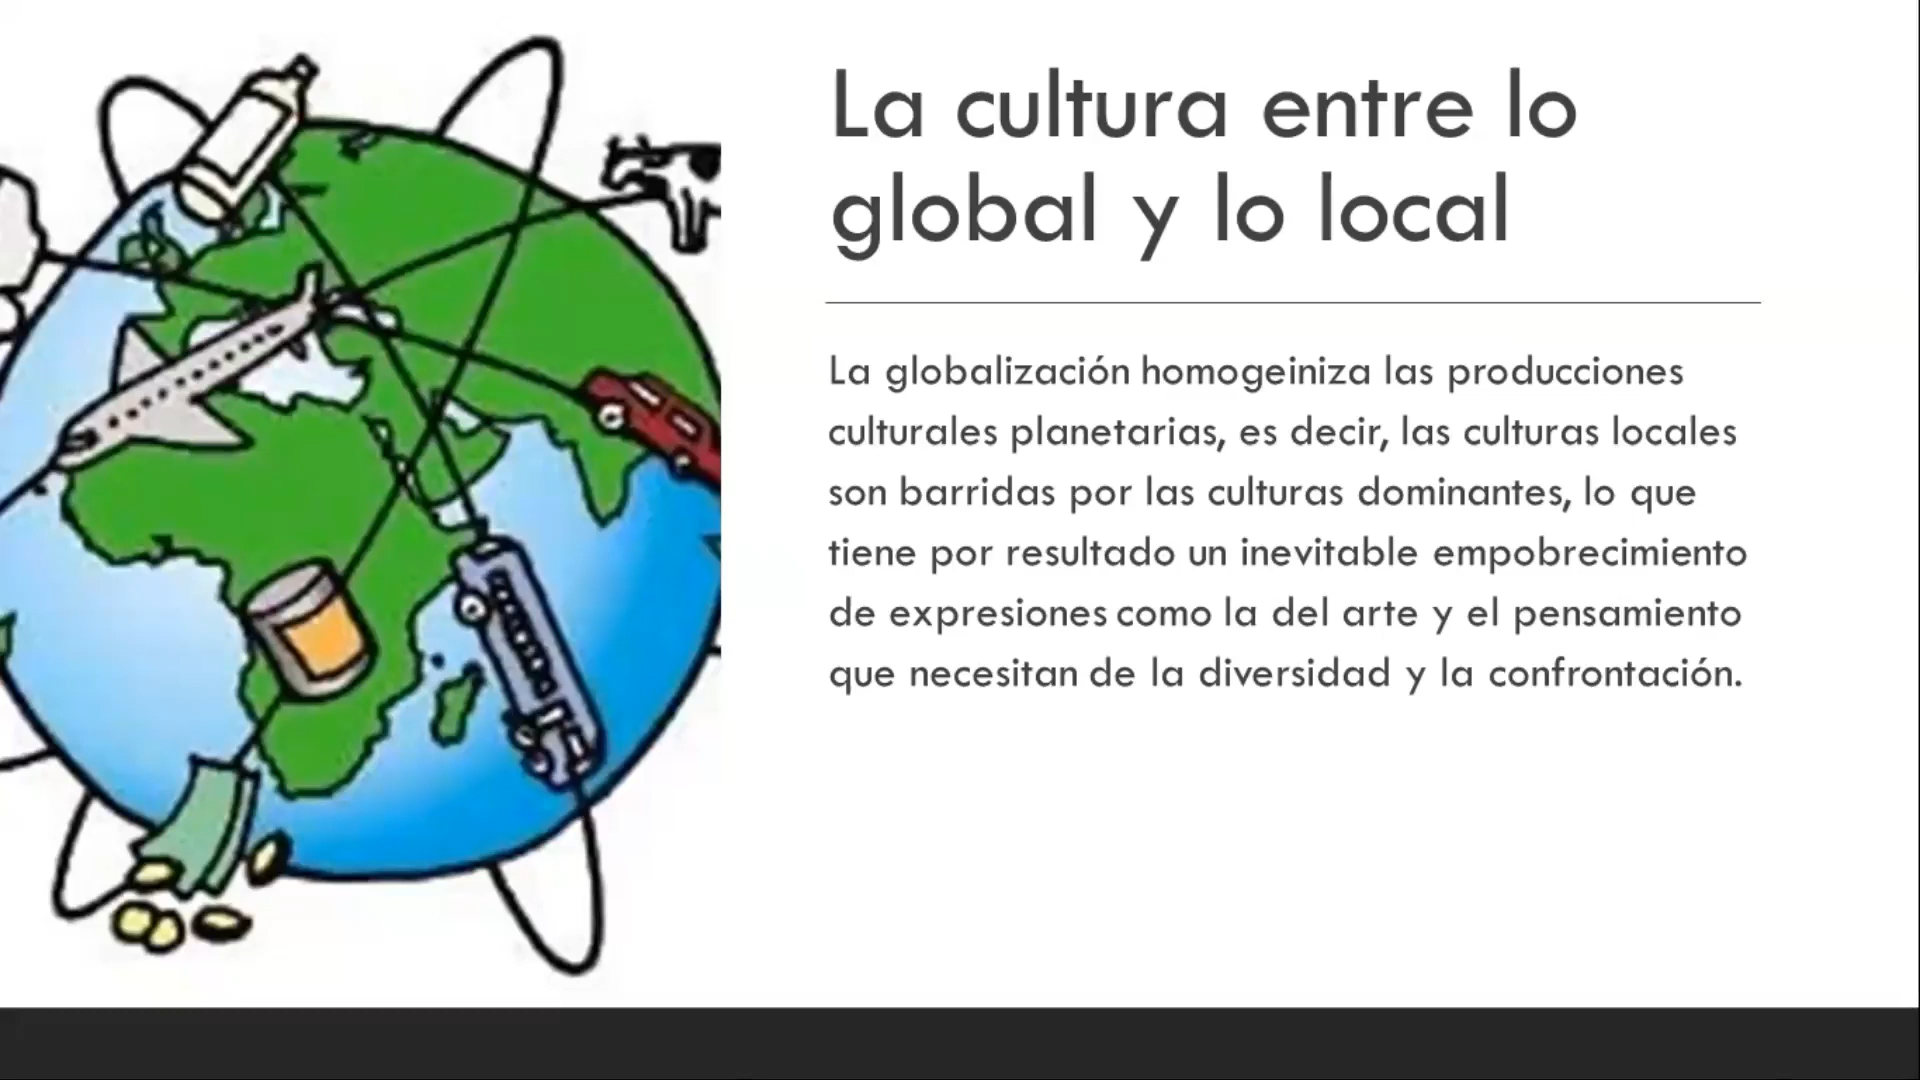 La cultura entre lo
global y lo local
La globalización homogeiniza las producciones
culturales planetarias, es decir, las culturas locales
son barridas por las culturas dominantes, lo que
tiene por resultado un inevitable empobrecimiento
de expresiones como la del arte y el pensamiento
que necesitan de la diversidad y la confrontación.